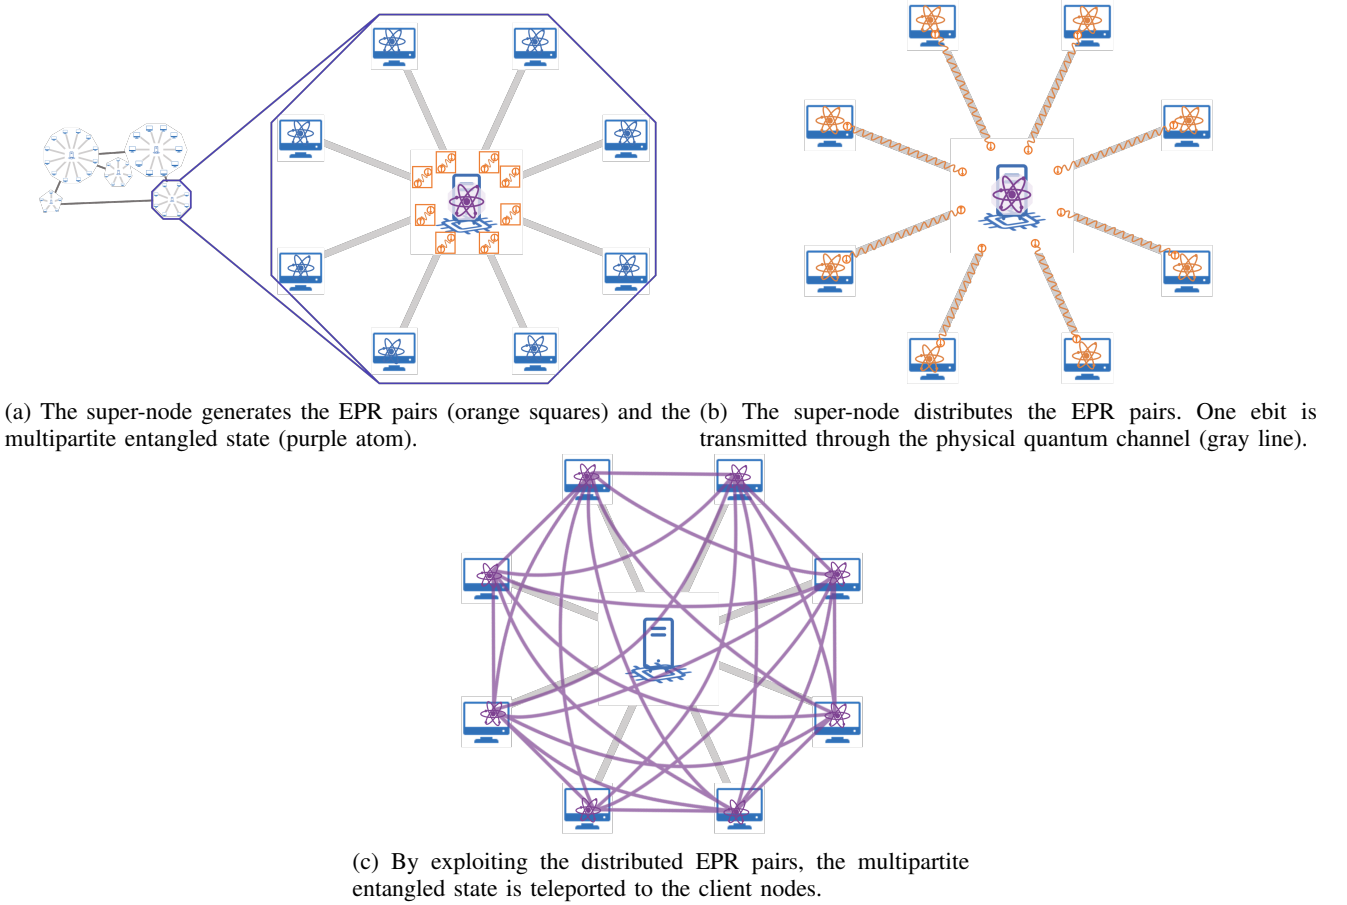 (a) The super-node generates the EPR pairs (orange squares) and the
multipartite entangled state (purple atom).
(b) The super-node distributes the EPR pairs. One ebit is
transmitted through the physical quantum channel (gray line).
(c) By exploiting the distributed EPR pairs, the multipartite
entangled state is teleported to the client nodes.